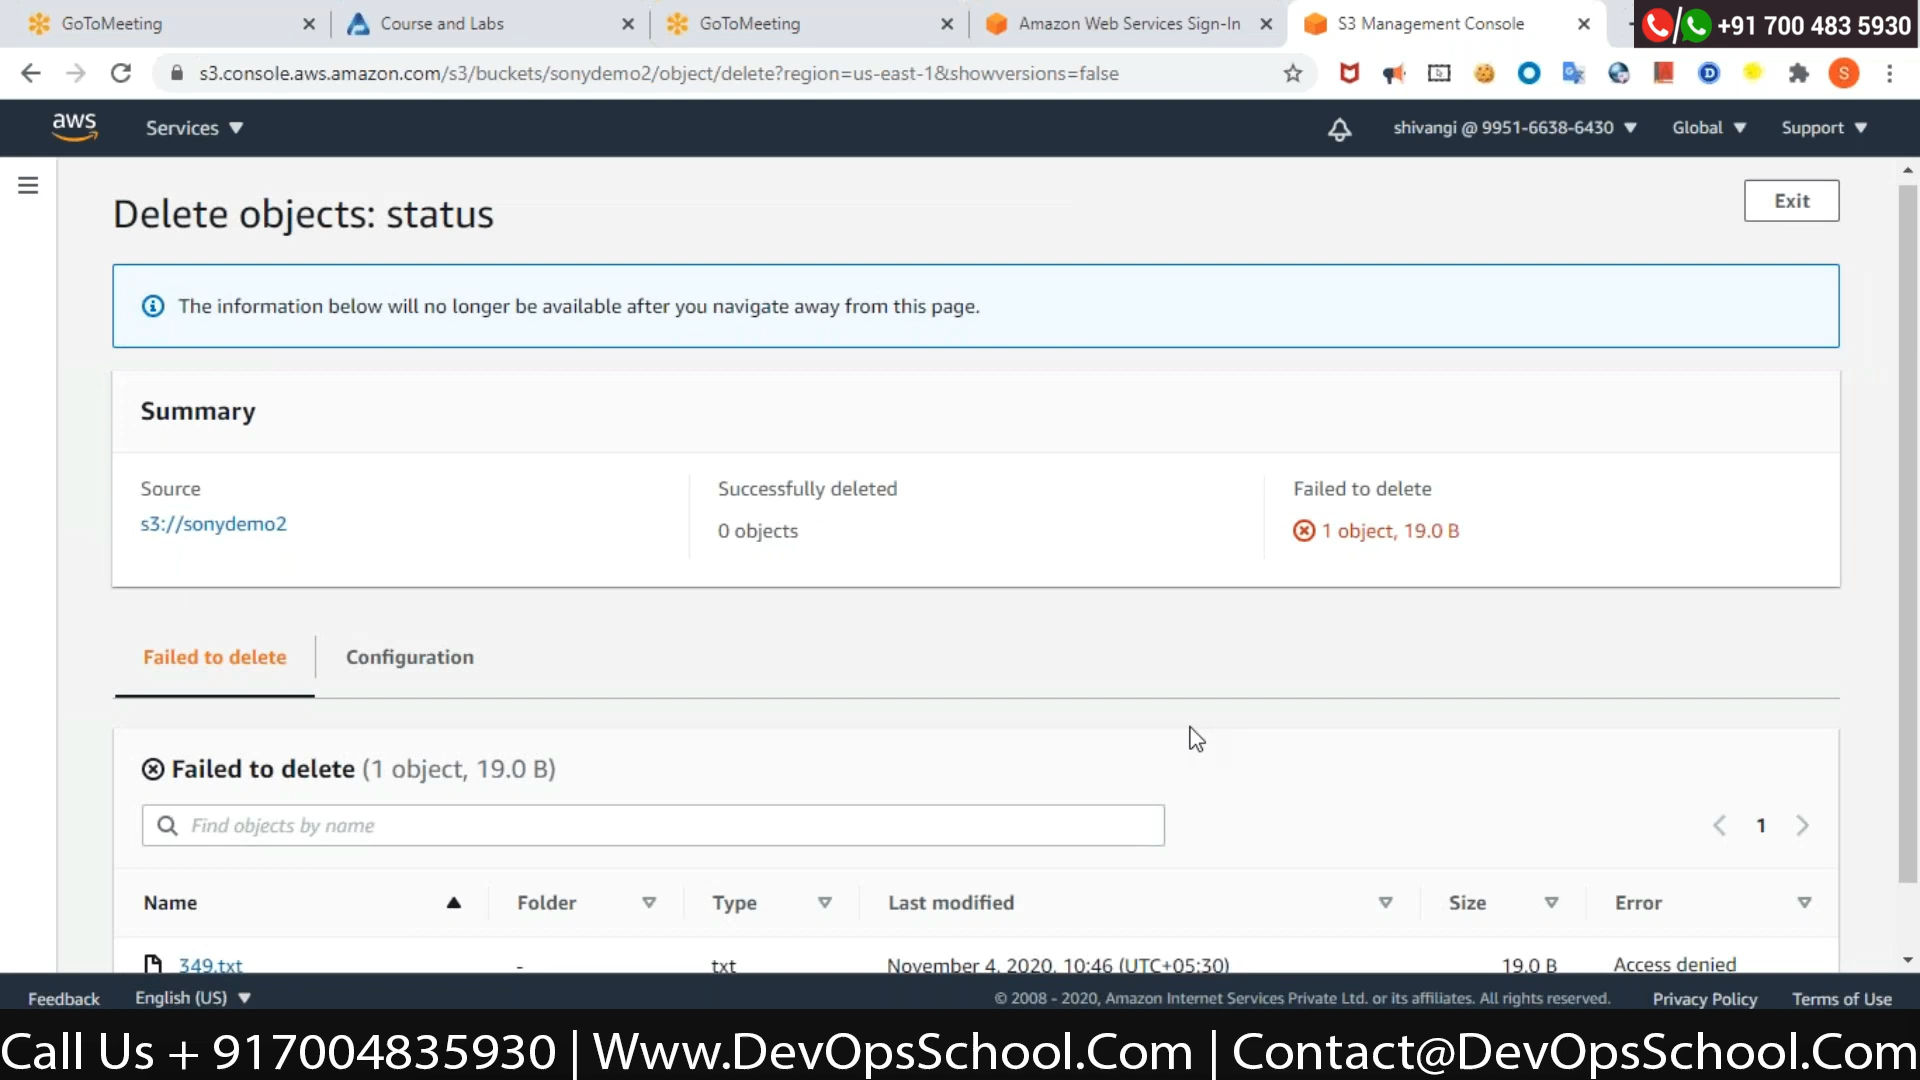 GoToMeeting
Course and Labs
GoToMeeting
Amazon Web Services Sign-In
S3 Management Console
+91 700 483 5930
s3.console.aws.amazon.com/s3/buckets/sonydemo2/object/delete?region=us-east-1&showversions=false
S
aws
Services
shivangi @ 9951-6638-6430
Global
Support
Delete objects: status
Exit
The information below will no longer be available after you navigate away from this page.
Summary
Source
Successfully deleted
Failed to delete
s3://sonydemo2
0 objects
1 object, 19.0 B
Failed to delete
Configuration
Failed to delete (1 object, 19.0 B)
Find objects by name
1
Name
Folder
Type
Last modified
Size
Error
349.txt
-
txt
November 4, 2020, 10:46 (UTC+05:30)
19.0 B
Access denied
Feedback
English (US)
© 2008 - 2020, Amazon Internet Services Private Ltd. or its affiliates. All rights reserved.
Privacy Policy
Terms of Use
Call Us + 917004835930 | Www.DevOpsSchool.Com | Contact@DevOpsSchool.Com